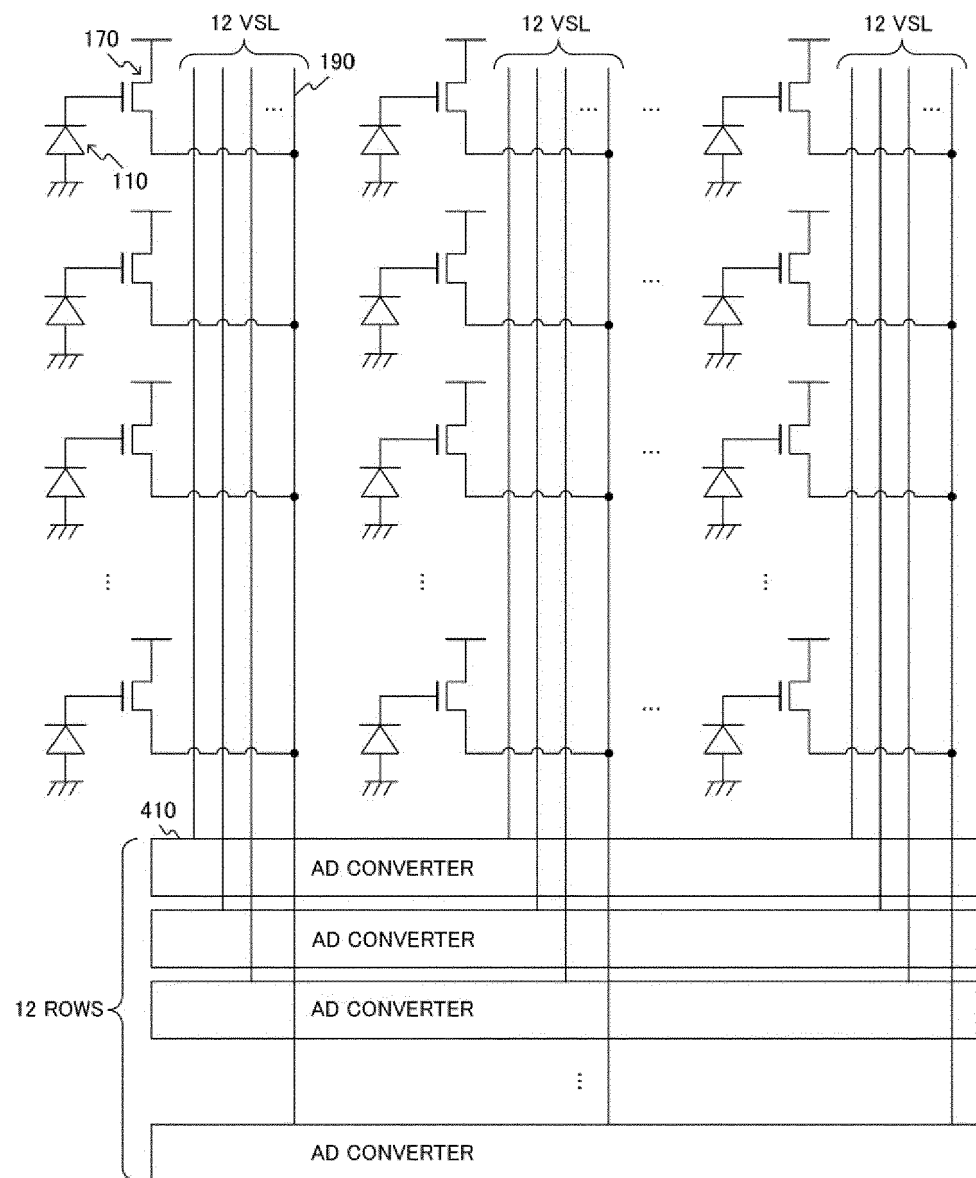 12 VSL 12 VSL 12 VSL
170
190
... ... ... ...
110
...
...
... ... ...
...
410
AD CONVERTER
AD CONVERTER
12 ROWS AD CONVERTER
...
AD CONVERTER